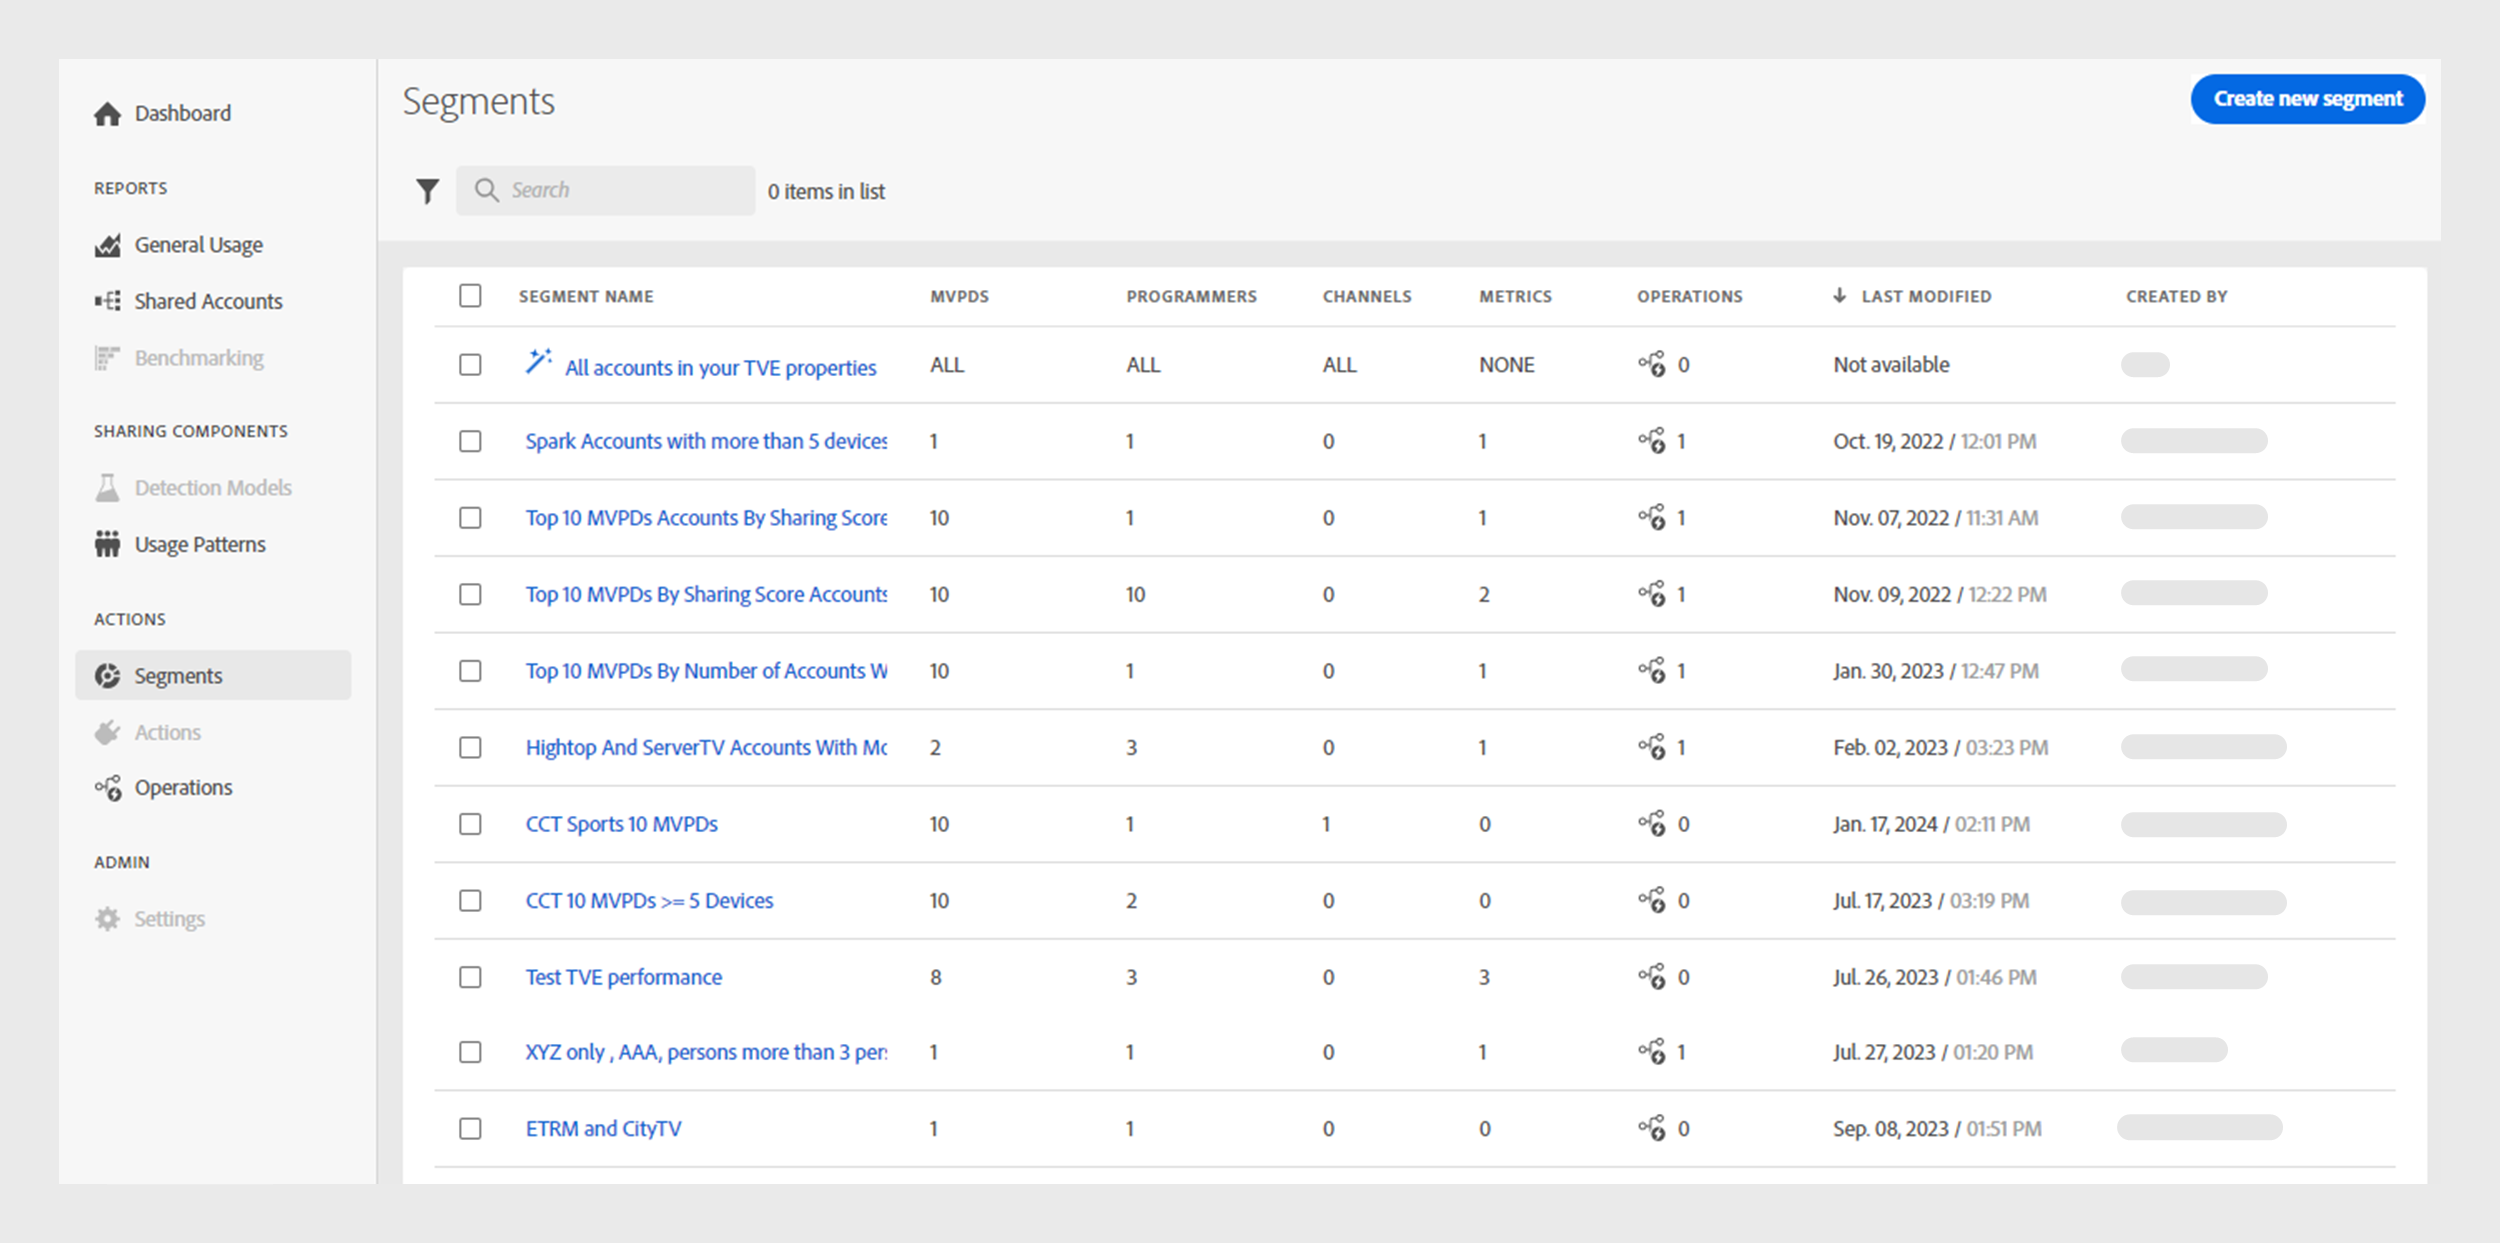 Dashboard
REPORTS
General Usage
Shared Accounts
Benchmarking
SHARING COMPONENTS
Detection Models
Usage Patterns
ACTIONS
Segments
Actions
Operations
ADMIN
Settings
Segments
Create new segment
Search
0 items in list
SEGMENT NAME MVPDS PROGRAMMERS CHANNELS METRICS OPERATIONS LAST MODIFIED CREATED BY
All accounts in your TVE properties ALL ALL ALL NONE 0 Not available
Spark Accounts with more than 5 devices 1 1 0 1 1 Oct. 19, 2022 / 12:01 PM
Top 10 MVPDs Accounts By Sharing Score 10 1 0 1 1 Nov. 07, 2022 / 11:31 AM
Top 10 MVPDs By Sharing Score Accounts 10 10 0 2 1 Nov. 09, 2022 / 12:22 PM
Top 10 MVPDs By Number of Accounts W 10 1 0 1 1 Jan. 30, 2023 / 12:47 PM
Hightop And ServerTV Accounts With Mo 2 3 0 1 1 Feb. 02, 2023 / 03:23 PM
CCT Sports 10 MVPDs 10 1 1 0 0 Jan. 17, 2024 / 02:11 PM
CCT 10 MVPDs >= 5 Devices 10 2 0 0 0 Jul. 17, 2023 / 03:19 PM
Test TVE performance 8 3 0 3 0 Jul. 26, 2023 / 01:46 PM
XYZ only , AAA, persons more than 3 per 1 1 0 1 1 Jul. 27, 2023 / 01:20 PM
ETRM and CityTV 1 1 0 0 0 Sep. 08, 2023 / 01:51 PM